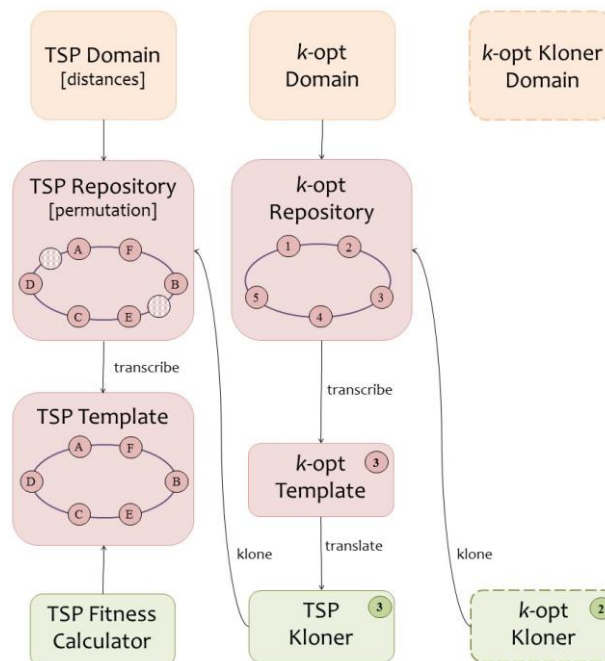 TSP Domain
[distances]
k-opt
Domain
k-opt Kloner
Domain
TSP Repository
[permutation]
A
F
D
B
C
E
k-opt
Repository
1
2
5
3
4
transcribe
transcribe
TSP Template
A
F
D
B
C
E
k-opt
Template
3
klone
translate
klone
TSP Fitness
Calculator
TSP
Kloner
3
k-opt
Kloner
2